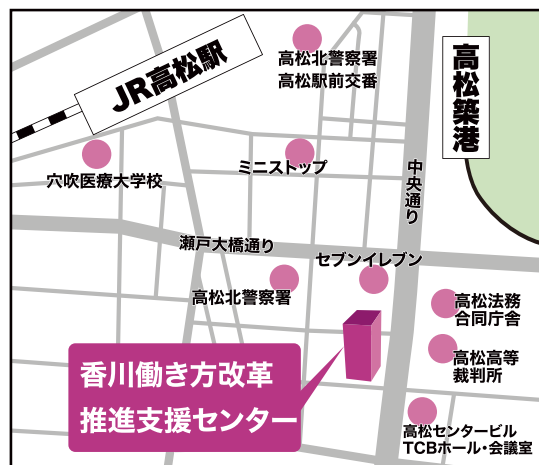 JR高松駅
高松北警察署
高松駅前交番
高松築港
穴吹医療大学校
ミニストップ
中央通り
瀬戸大橋通り
セブンイレブン
高松北警察署
高松法務
合同庁舎
高松高等
裁判所
香川働き方改革
推進支援センター
高松センタービル
TCBホール・会議室